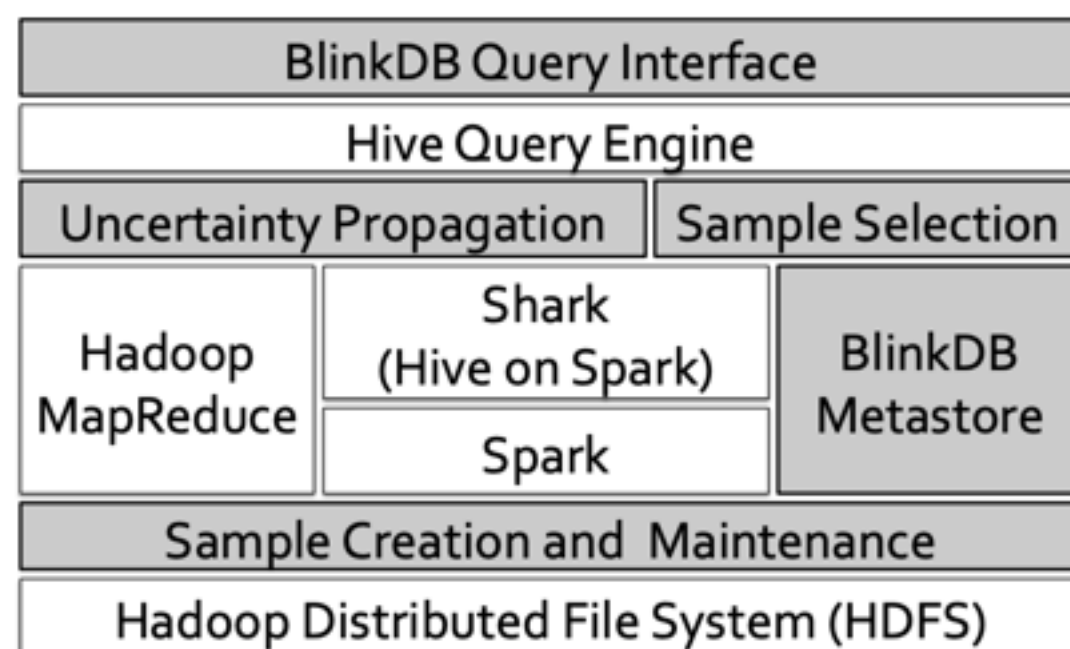 BlinkDB Query Interface
Hive Query Engine
Uncertainty Propagation
Sample Selection
Hadoop
MapReduce
Shark
(Hive on Spark)
Spark
BlinkDB
Metastore
Sample Creation and Maintenance
Hadoop Distributed File System (HDFS)